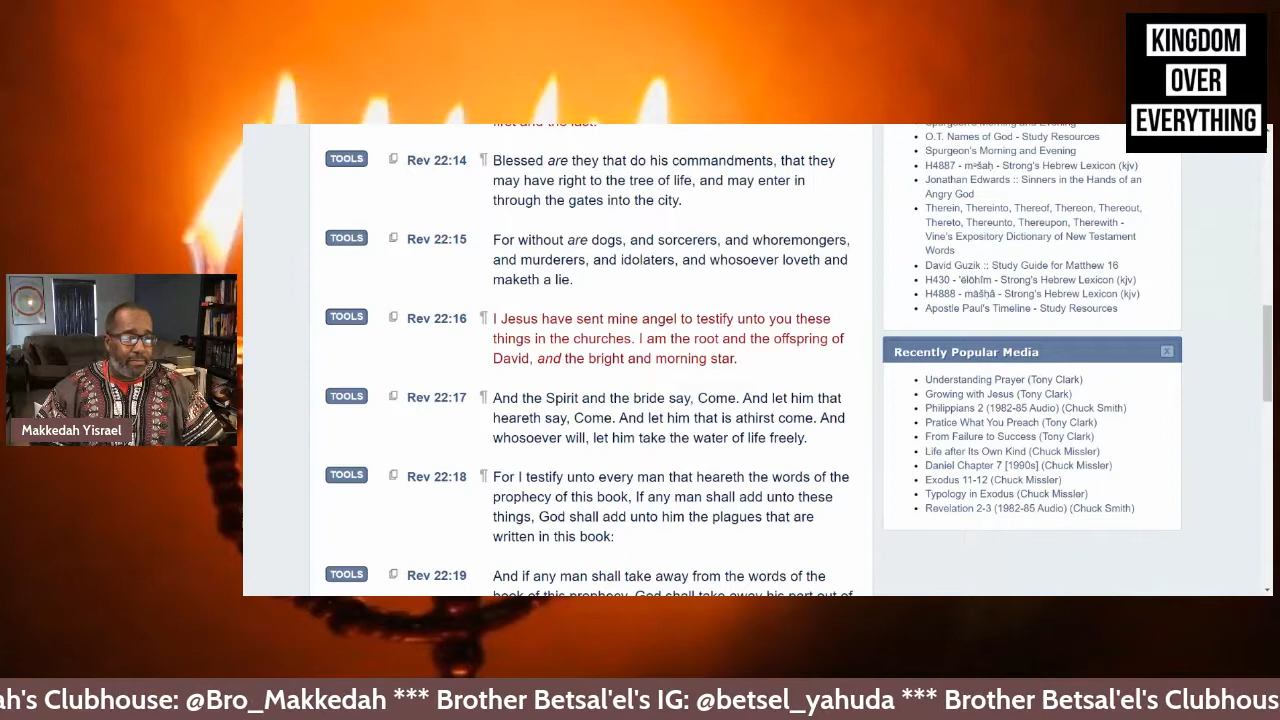 KINGDOM
OVER
EVERYTHING
first and the last.
TOOLS Rev 22:14 ¶ Blessed are they that do his commandments, that they
may have right to the tree of life, and may enter in
through the gates into the city.
TOOLS Rev 22:15 For without are dogs, and sorcerers, and whoremongers,
and murderers, and idolaters, and whosoever loveth and
maketh a lie.
TOOLS Rev 22:16 ¶ I Jesus have sent mine angel to testify unto you these
things in the churches. I am the root and the offspring of
David, and the bright and morning star.
TOOLS Rev 22:17 ¶ And the Spirit and the bride say, Come. And let him that
heareth say, Come. And let him that is athirst come. And
whosoever will, let him take the water of life freely.
TOOLS Rev 22:18 ¶ For I testify unto every man that heareth the words of the
prophecy of this book, If any man shall add unto these
things, God shall add unto him the plagues that are
written in this book:
TOOLS Rev 22:19 And if any man shall take away from the words of the
book of this prophecy, God shall take away his part out of
Spurgeon's Morning and Evening
O.T. Names of God - Study Resources
Spurgeon's Morning and Evening
H4887 - mᵊšaḥ - Strong's Hebrew Lexicon (kjv)
Jonathan Edwards :: Sinners in the Hands of an
Angry God
Therein, Thereinto, Thereof, Thereon, Thereout,
Thereto, Thereunto, Thereupon, Therewith -
Vine's Expository Dictionary of New Testament
Words
David Guzik :: Study Guide for Matthew 16
H430 - 'ĕlōhîm - Strong's Hebrew Lexicon (kjv)
H4888 - māšḥâ - Strong's Hebrew Lexicon (kjv)
Apostle Paul's Timeline - Study Resources
Recently Popular Media
Understanding Prayer (Tony Clark)
Growing with Jesus (Tony Clark)
Philippians 2 (1982-85 Audio) (Chuck Smith)
Pratice What You Preach (Tony Clark)
From Failure to Success (Tony Clark)
Life after Its Own Kind (Chuck Missler)
Daniel Chapter 7 [1990s] (Chuck Missler)
Exodus 11-12 (Chuck Missler)
Typology in Exodus (Chuck Missler)
Revelation 2-3 (1982-85 Audio) (Chuck Smith)
Makkedah Yisrael
ah's Clubhouse: @Bro_Makkedah *** Brother Betsal'el's IG: @betsel_yahuda *** Brother Betsal'el's Clubhous